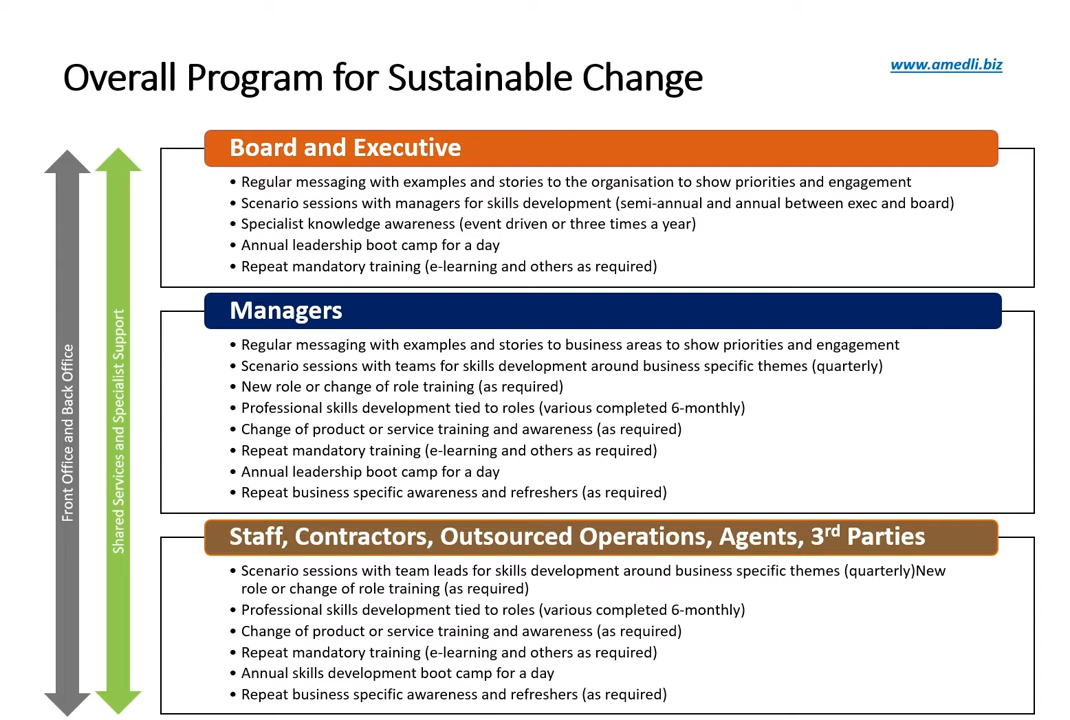 Overall Program for Sustainable Change
www.amedli.biz
Front Office and Back Office
Shared Services and Specialist Support
Board and Executive
• Regular messaging with examples and stories to the organisation to show priorities and engagement
• Scenario sessions with managers for skills development (semi-annual and annual between exec and board)
• Specialist knowledge awareness (event driven or three times a year)
• Annual leadership boot camp for a day
• Repeat mandatory training (e-learning and others as required)
Managers
• Regular messaging with examples and stories to business areas to show priorities and engagement
• Scenario sessions with teams for skills development around business specific themes (quarterly)
• New role or change of role training (as required)
• Professional skills development tied to roles (various completed 6-monthly)
• Change of product or service training and awareness (as required)
• Repeat mandatory training (e-learning and others as required)
• Annual leadership boot camp for a day
• Repeat business specific awareness and refreshers (as required)
Staff, Contractors, Outsourced Operations, Agents, 3rd Parties
• Scenario sessions with team leads for skills development around business specific themes (quarterly)New
role or change of role training (as required)
• Professional skills development tied to roles (various completed 6-monthly)
• Change of product or service training and awareness (as required)
• Repeat mandatory training (e-learning and others as required)
• Annual skills development boot camp for a day
• Repeat business specific awareness and refreshers (as required)